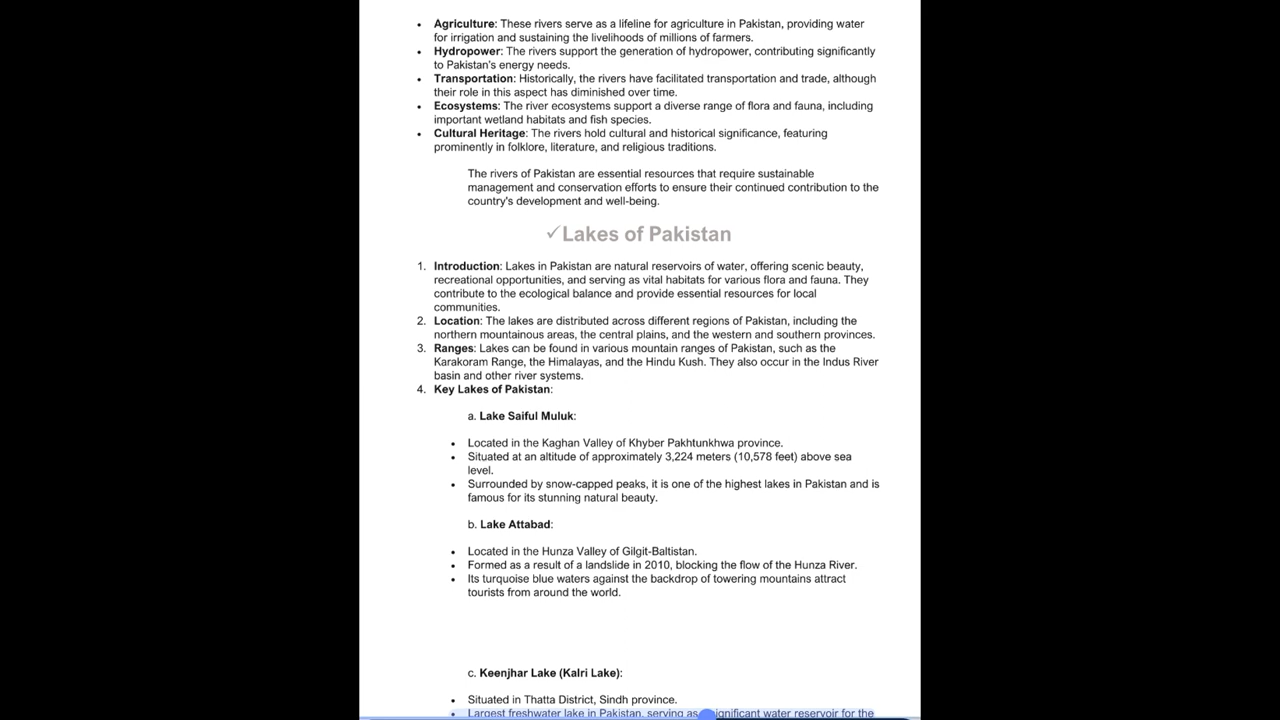 • Agriculture: These rivers serve as a lifeline for agriculture in Pakistan, providing water
for irrigation and sustaining the livelihoods of millions of farmers.
• Hydropower: The rivers support the generation of hydropower, contributing significantly
to Pakistan's energy needs.
• Transportation: Historically, the rivers have facilitated transportation and trade, although
their role in this aspect has diminished over time.
• Ecosystems: The river ecosystems support a diverse range of flora and fauna, including
important wetland habitats and fish species.
• Cultural Heritage: The rivers hold cultural and historical significance, featuring
prominently in folklore, literature, and religious traditions.
The rivers of Pakistan are essential resources that require sustainable
management and conservation efforts to ensure their continued contribution to the
country's development and well-being.
✓Lakes of Pakistan
1. Introduction: Lakes in Pakistan are natural reservoirs of water, offering scenic beauty,
recreational opportunities, and serving as vital habitats for various flora and fauna. They
contribute to the ecological balance and provide essential resources for local
communities.
2. Location: The lakes are distributed across different regions of Pakistan, including the
northern mountainous areas, the central plains, and the western and southern provinces.
3. Ranges: Lakes can be found in various mountain ranges of Pakistan, such as the
Karakoram Range, the Himalayas, and the Hindu Kush. They also occur in the Indus River
basin and other river systems.
4. Key Lakes of Pakistan:
a. Lake Saiful Muluk:
• Located in the Kaghan Valley of Khyber Pakhtunkhwa province.
• Situated at an altitude of approximately 3,224 meters (10,578 feet) above sea
level.
• Surrounded by snow-capped peaks, it is one of the highest lakes in Pakistan and is
famous for its stunning natural beauty.
b. Lake Attabad:
• Located in the Hunza Valley of Gilgit-Baltistan.
• Formed as a result of a landslide in 2010, blocking the flow of the Hunza River.
• Its turquoise blue waters against the backdrop of towering mountains attract
tourists from around the world.
c. Keenjhar Lake (Kalri Lake):
• Situated in Thatta District, Sindh province.
• Largest freshwater lake in Pakistan, serving as significant water reservoir for the